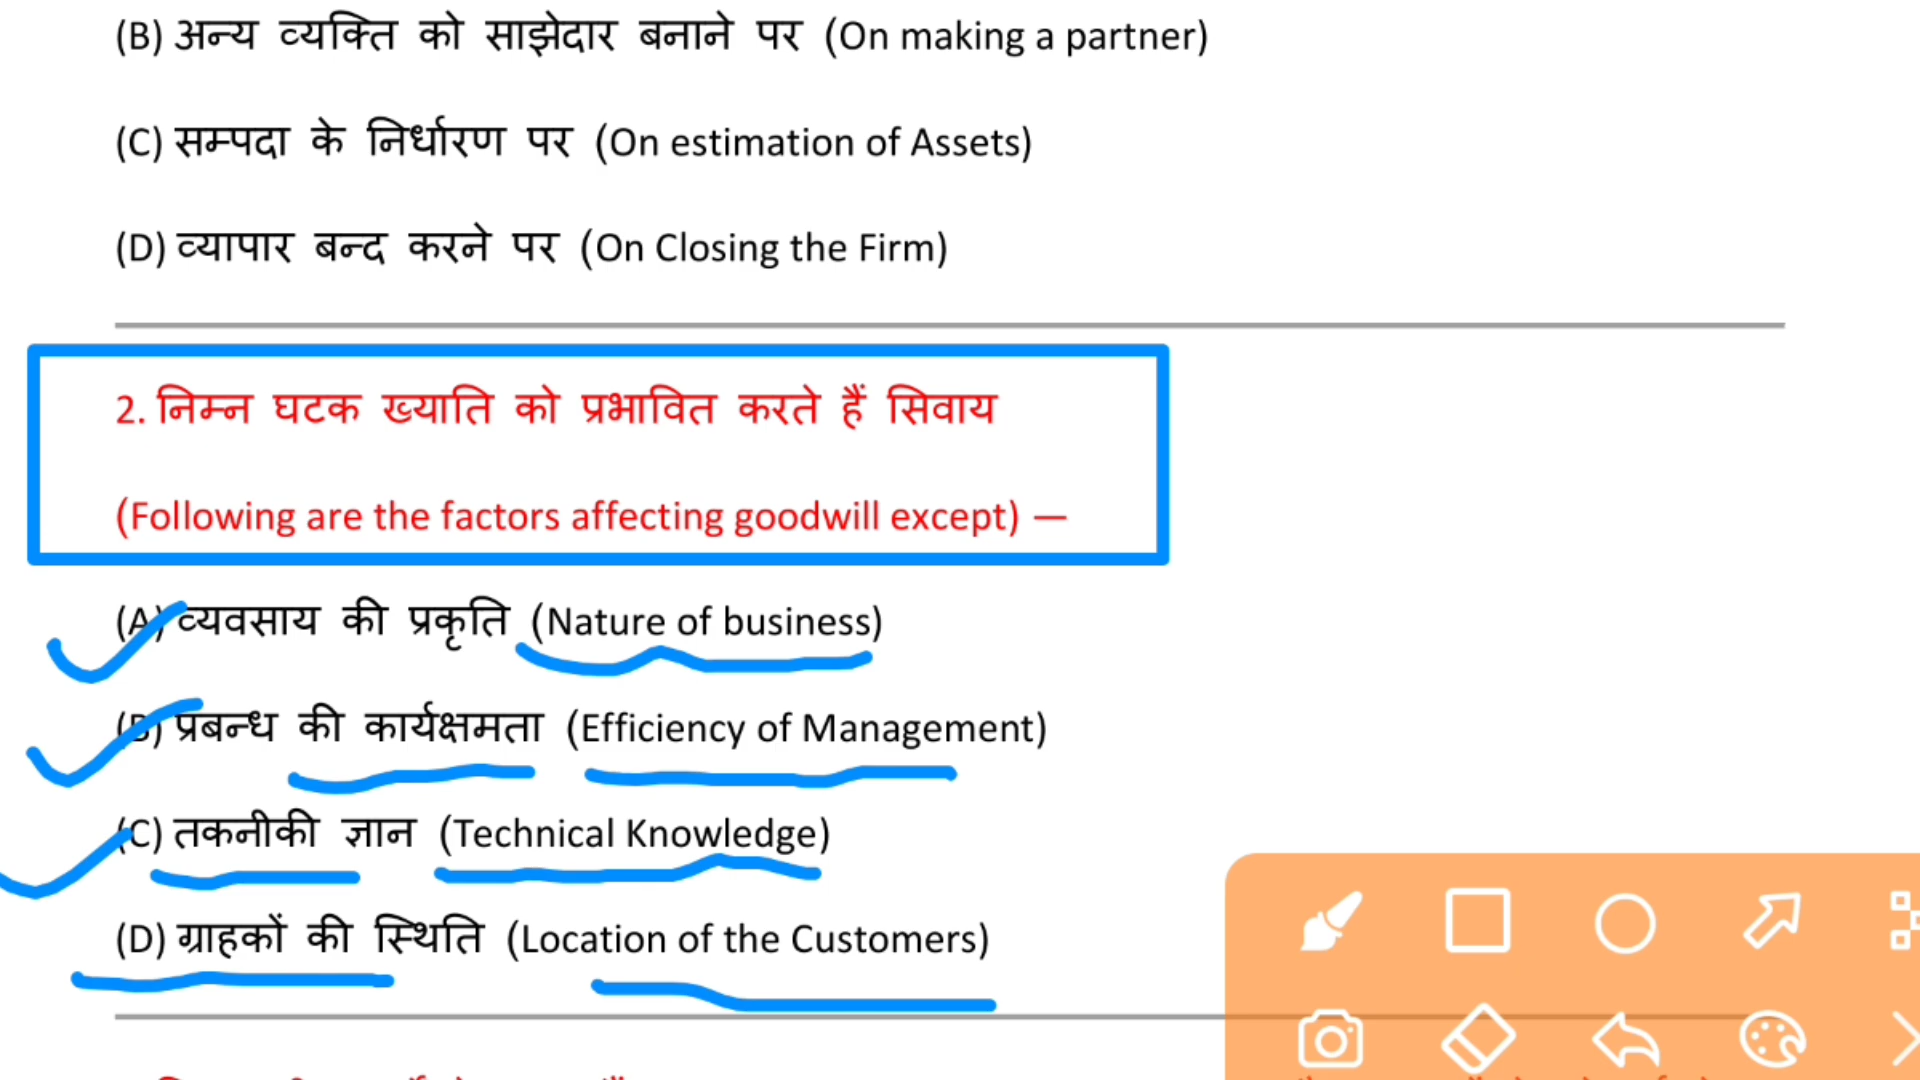 (B) अन्य व्यक्ति को साझेदार बनाने पर (On making a partner)
(C) सम्पदा के निर्धारण पर (On estimation of Assets)
(D) व्यापार बन्द करने पर (On Closing the Firm)
2. निम्न घटक ख्याति को प्रभावित करते हैं सिवाय
(Following are the factors affecting goodwill except) —
(A) व्यवसाय की प्रकृति (Nature of business)
(B) प्रबन्ध की कार्यक्षमता (Efficiency of Management)
(C) तकनीकी ज्ञान (Technical Knowledge)
(D) ग्राहकों की स्थिति (Location of the Customers)